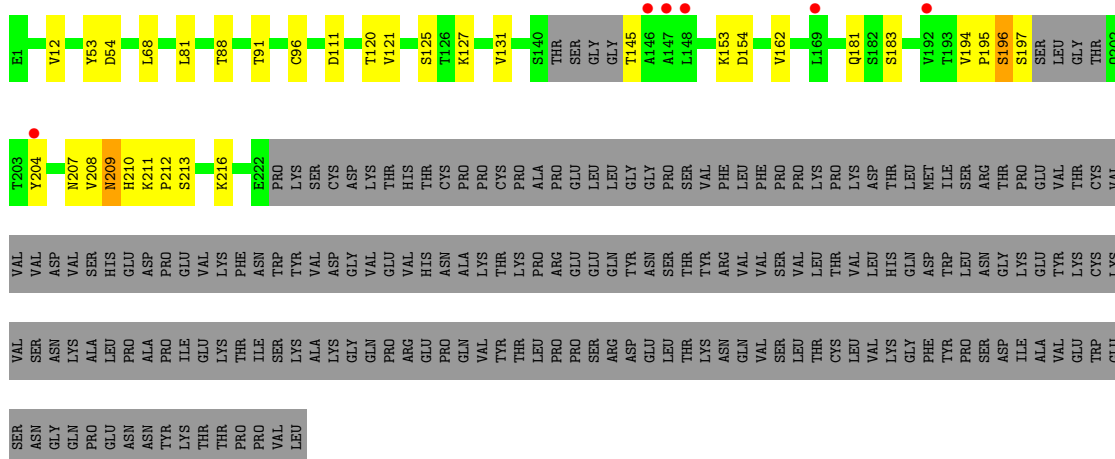 E1 V12 Y53 D54 L68 L81 T88 T91 C96 D111 T120 V121 S125 T126 K127 V131 S140 THR SER GLY GLY T145 A146 A147 L148 K153 D154 V162 L169 Q181 S182 S183 V192 T193 V194 P195 S196 S197 SER LEU GLY THR Q202
T203 Y204 N207 V208 N209 H210 K211 P212 S213 K216 E222 PRO LYS SER CYS ASP LYS THR HIS THR CYS PRO PRO CYS PRO ALA PRO GLU LEU LEU GLY GLY PRO SER VAL PHE LEU PHE PRO PRO LYS PRO LYS ASP THR LEU MET ILE SER ARG THR PRO GLU VAL THR CYS VAL
VAL VAL ASP VAL SER HIS GLU ASP PRO GLU VAL LYS PHE ASN TRP TYR VAL ASP GLY VAL GLU VAL HIS ASN ALA LYS THR LYS PRO ARG GLU GLU GLN TYR ASN SER THR TYR ARG VAL VAL SER VAL LEU THR VAL LEU HIS GLN ASP TRP LEU ASN GLY LYS GLU TYR LYS CYS LYS
VAL SER ASN LYS ALA LEU PRO ALA PRO ILE GLU LYS THR ILE SER LYS ALA LYS GLY GLN PRO ARG GLU PRO GLN VAL TYR THR LEU PRO PRO SER ARG ASP GLU LEU THR LYS ASN GLN VAL SER LEU THR CYS LEU VAL LYS GLY PHE TYR PRO SER ASP ILE ALA VAL GLU TRP GLU
SER ASN GLY GLN PRO GLU ASN ASN TYR LYS THR THR PRO PRO VAL LEU